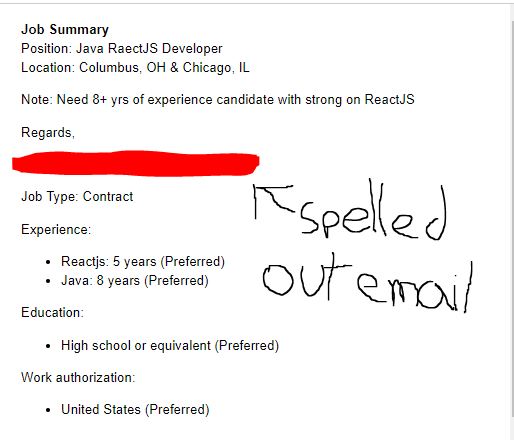 Job Summary
Position: Java RaectJS Developer
Location: Columbus, OH & Chicago, IL
Note: Need 8+ yrs of experience candidate with strong on ReactJS
Regards,
spelled
out email
Job Type: Contract
Experience:
• Reactjs: 5 years (Preferred)
• Java: 8 years (Preferred)
Education:
• High school or equivalent (Preferred)
Work authorization:
• United States (Preferred)